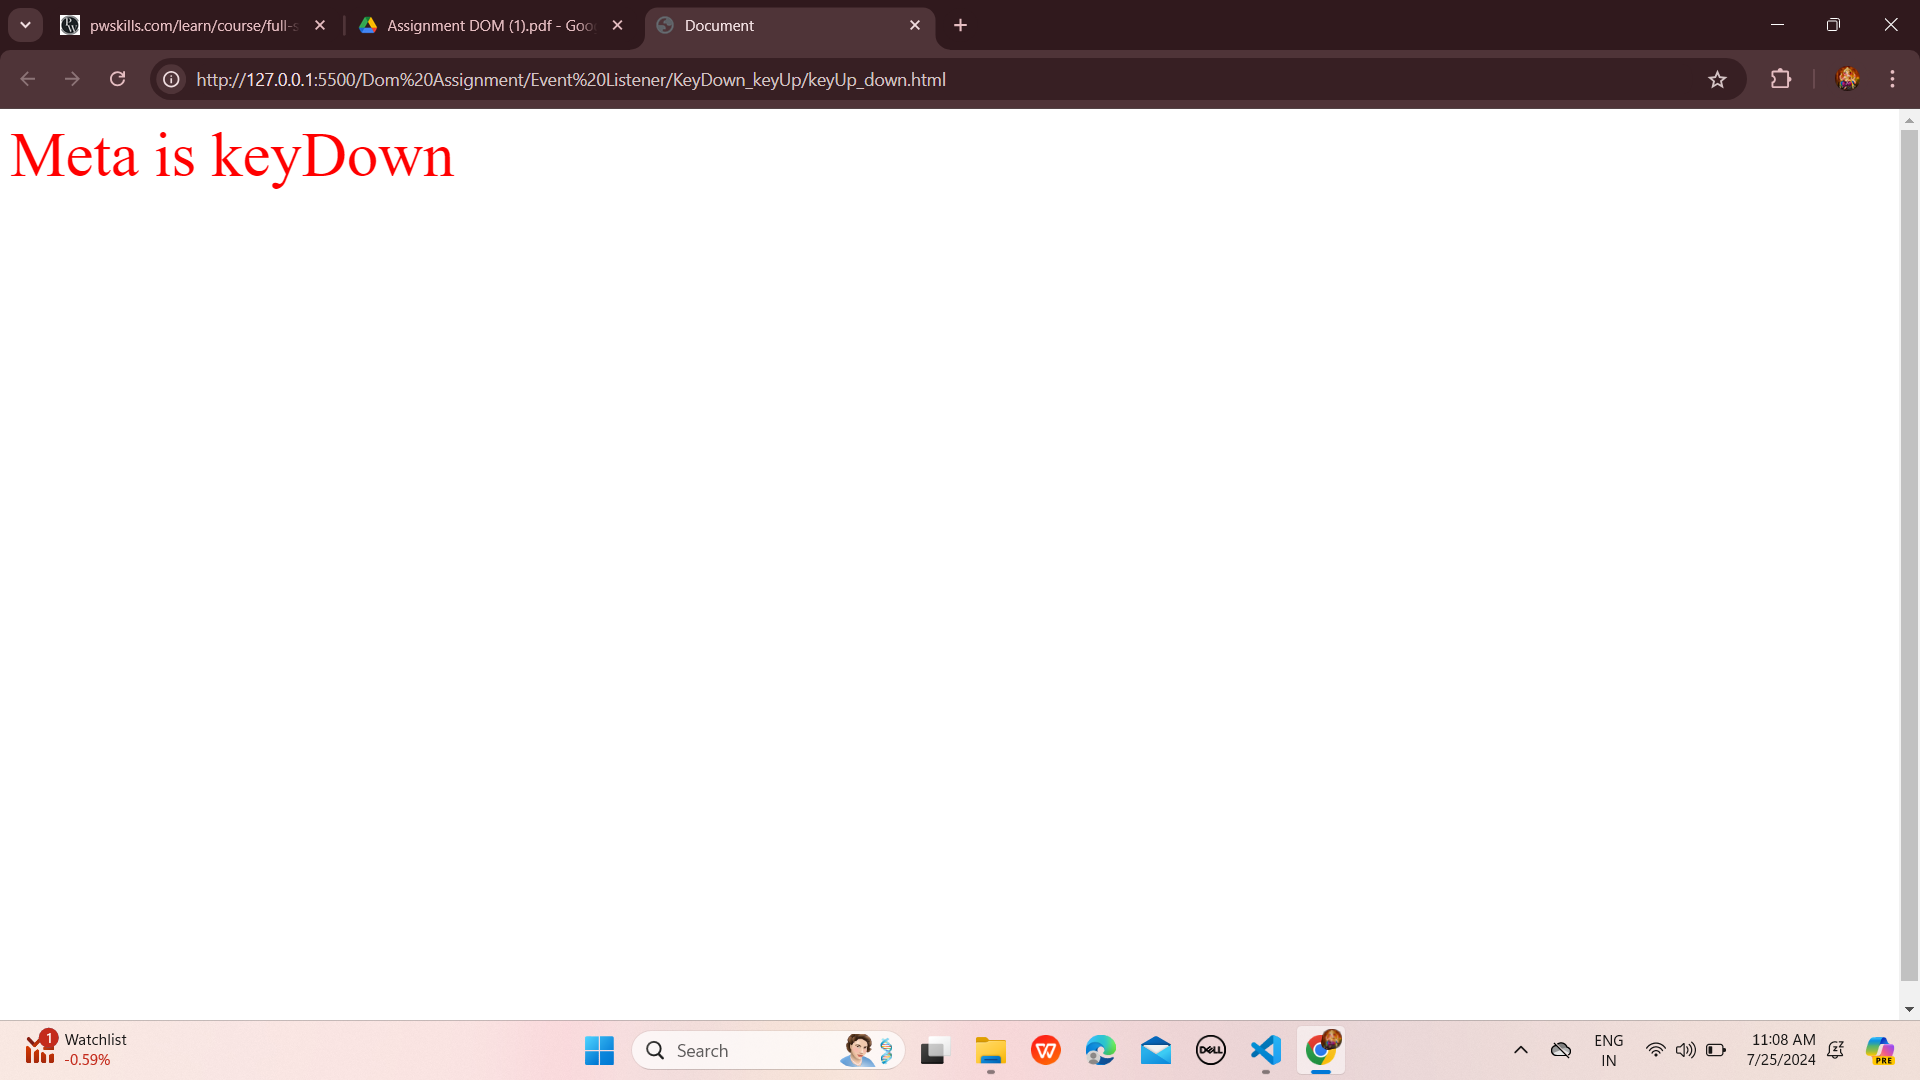 pwskills.com/learn/course/full-s
Assignment DOM (1).pdf - Goo
Document
http://127.0.0.1:5500/Dom%20Assignment/Event%20Listener/KeyDown_keyUp/keyUp_down.html
Meta is keyDown
1
Watchlist
-0.59%
Search
W
DELL
ENG
IN
11:08 AM
7/25/2024
PRE